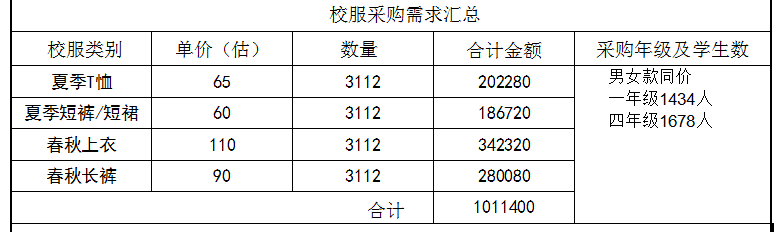 校服采购需求汇总
校服类别 单价（估） 数量 合计金额 采购年级及学生数
夏季T恤 65 3112 202280 男女款同价
一年级1434人
四年级1678人
夏季短裤/短裙 60 3112 186720
春秋上衣 110 3112 342320
春秋长裤 90 3112 280080
合计 1011400